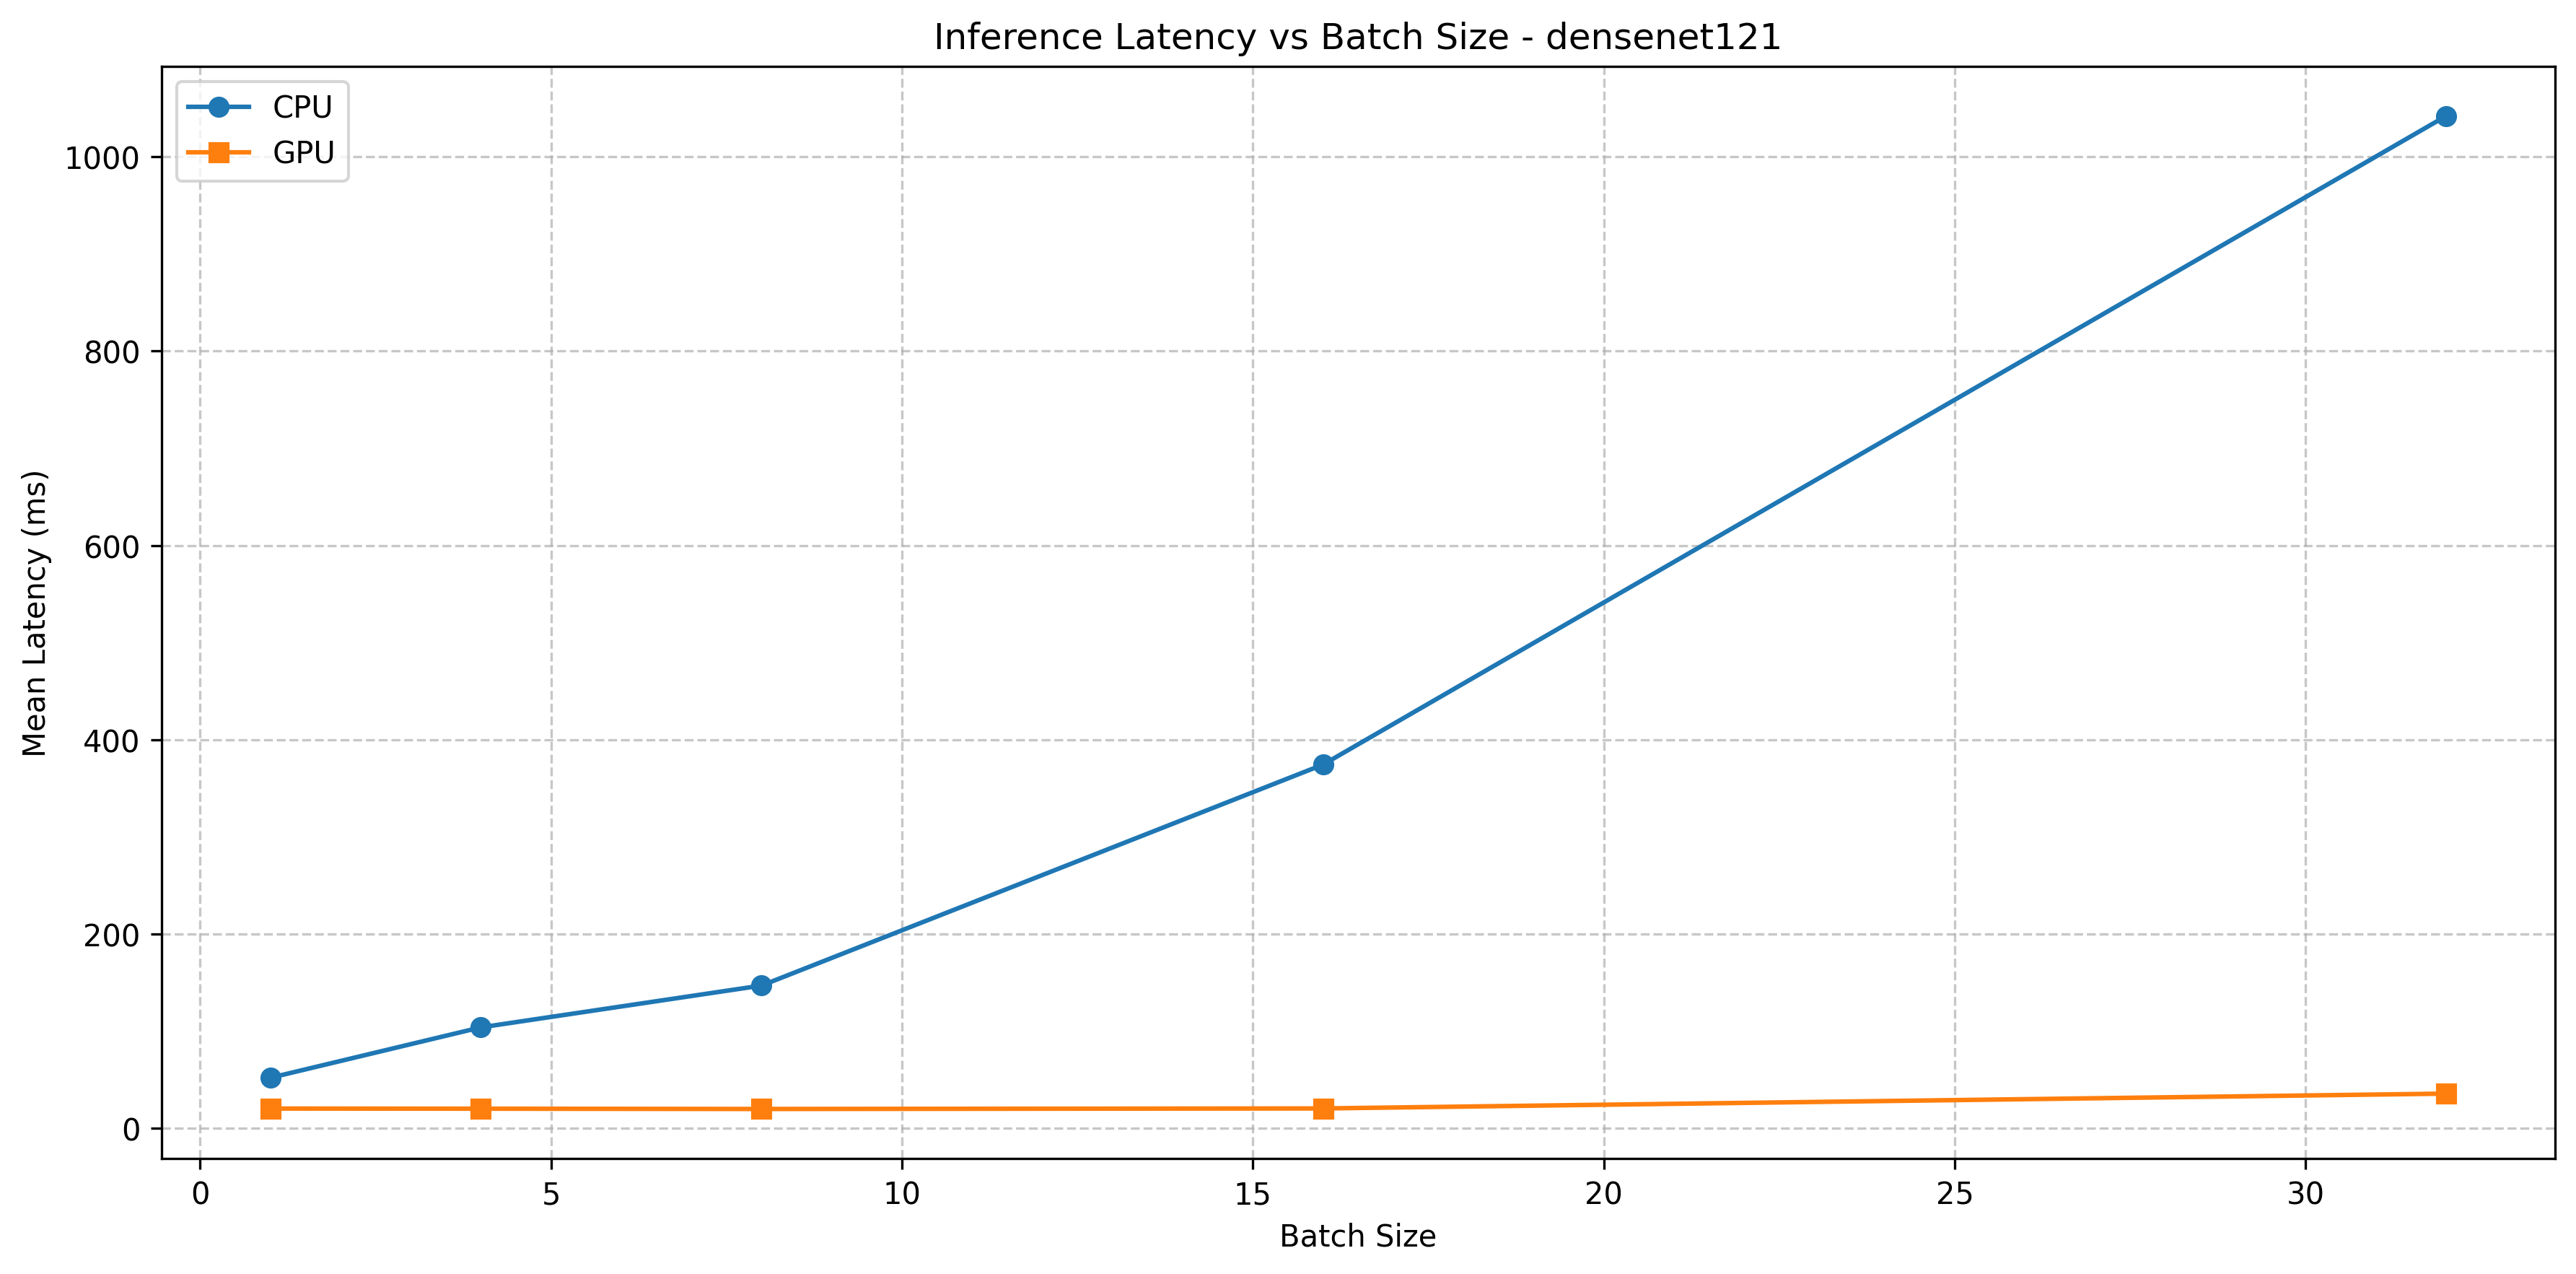 Inference Latency vs Batch Size - densenet121
CPU
GPU
Mean Latency (ms)
1000
800
600
400
200
0
0 5 10 15 20 25 30
Batch Size